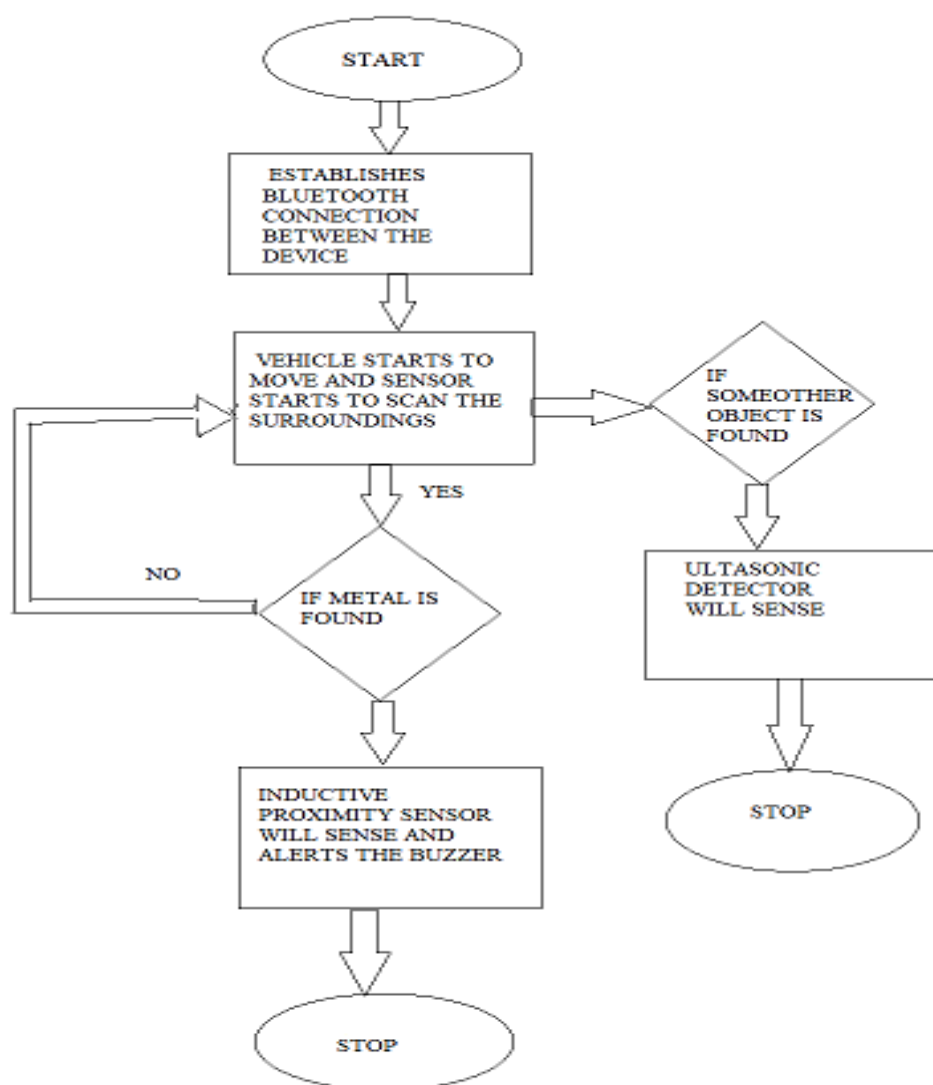 START
ESTABLISHES
BLUETOOTH
CONNECTION
BETWEEN THE
DEVICE
VEHICLE STARTS TO
MOVE AND SENSOR
STARTS TO SCAN THE
SURROUNDINGS
IF
SOMEOTHER
OBJECT IS
FOUND
YES
NO
IF METAL IS
FOUND
ULTASONIC
DETECTOR
WILL SENSE
INDUCTIVE
PROXIMITY SENSOR
WILL SENSE AND
ALERTS THE BUZZER
STOP
STOP